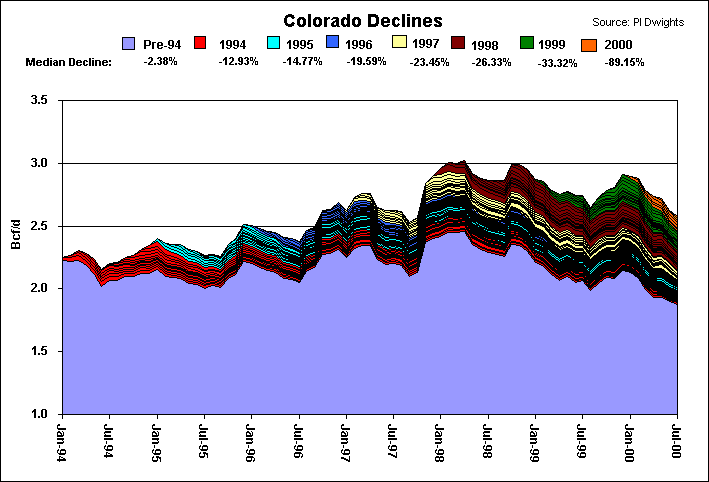 Colorado Declines
Source: PI Dwights
Pre-94 1994 1995 1996 1997 1998 1999 2000
Median Decline: -2.38% -12.93% -14.77% -19.59% -23.45% -26.33% -33.32% -89.15%
3.5
3.0
2.5
2.0
1.5
1.0
Bcf/d
Jan-94 Jul-94 Jan-95 Jul-95 Jan-96 Jul-96 Jan-97 Jul-97 Jan-98 Jul-98 Jan-99 Jul-99 Jan-00 Jul-00